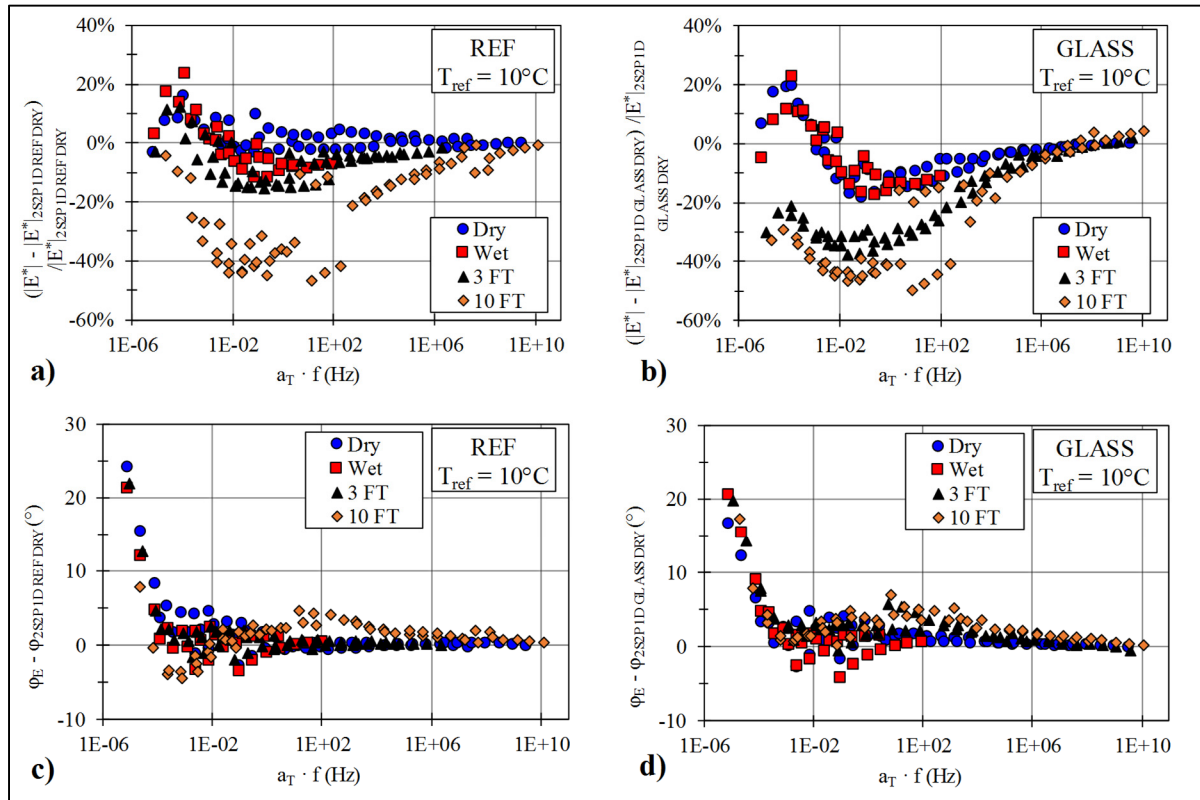 40%
20%
0%
-20%
-40%
-60%
1E-06
1E-02
1E+02
1E+06
1E+10
(|E*| - |E*|2S2P1D REF DRY)
/|E*|2S2P1D REF DRY
REF
Tref = 10°C
Dry
Wet
3 FT
10 FT
a)
aT · f (Hz)
40%
20%
0%
-20%
-40%
-60%
1E-06
1E-02
1E+02
1E+06
1E+10
(|E*| - |E*|2S2P1D GLASS DRY) /|E*|2S2P1D
GLASS DRY
GLASS
Tref = 10°C
Dry
Wet
3 FT
10 FT
b)
aT · f (Hz)
30
20
10
0
-10
1E-06
1E-02
1E+02
1E+06
1E+10
φE - φ2S2P1D REF DRY (°)
Dry
Wet
3 FT
10 FT
REF
Tref = 10°C
c)
aT · f (Hz)
30
20
10
0
-10
1E-06
1E-02
1E+02
1E+06
1E+10
φE - φ2S2P1D GLASS DRY (°)
Dry
Wet
3 FT
10 FT
GLASS
Tref = 10°C
d)
aT · f (Hz)